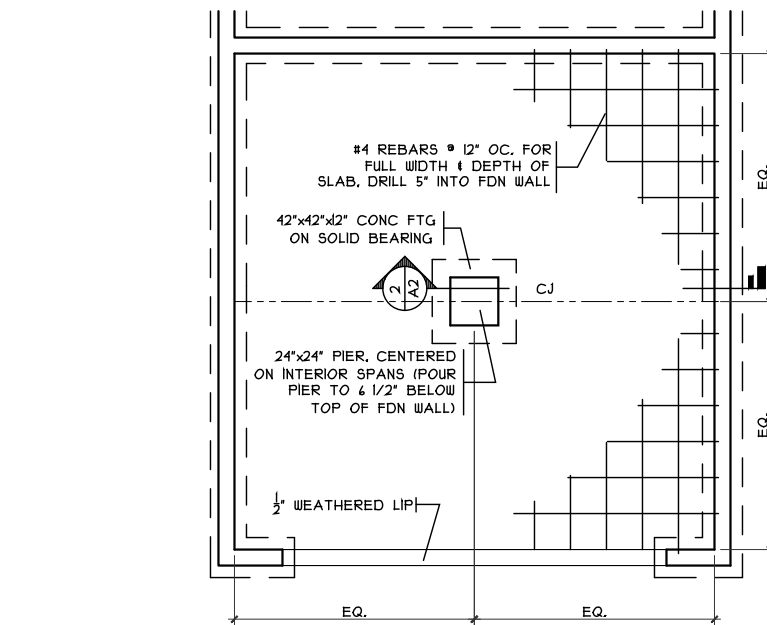 #4 REBARS @ 12" OC. FOR
FULL WIDTH & DEPTH OF
SLAB, DRILL 5" INTO FDN WALL
EQ.
42"x42"x12" CONC FTG
ON SOLID BEARING
2
A2
CJ
24"x24" PIER, CENTERED
ON INTERIOR SPANS (POUR
PIER TO 6 1/2" BELOW
TOP OF FDN WALL)
EQ.
1/2" WEATHERED LIP
EQ.
EQ.